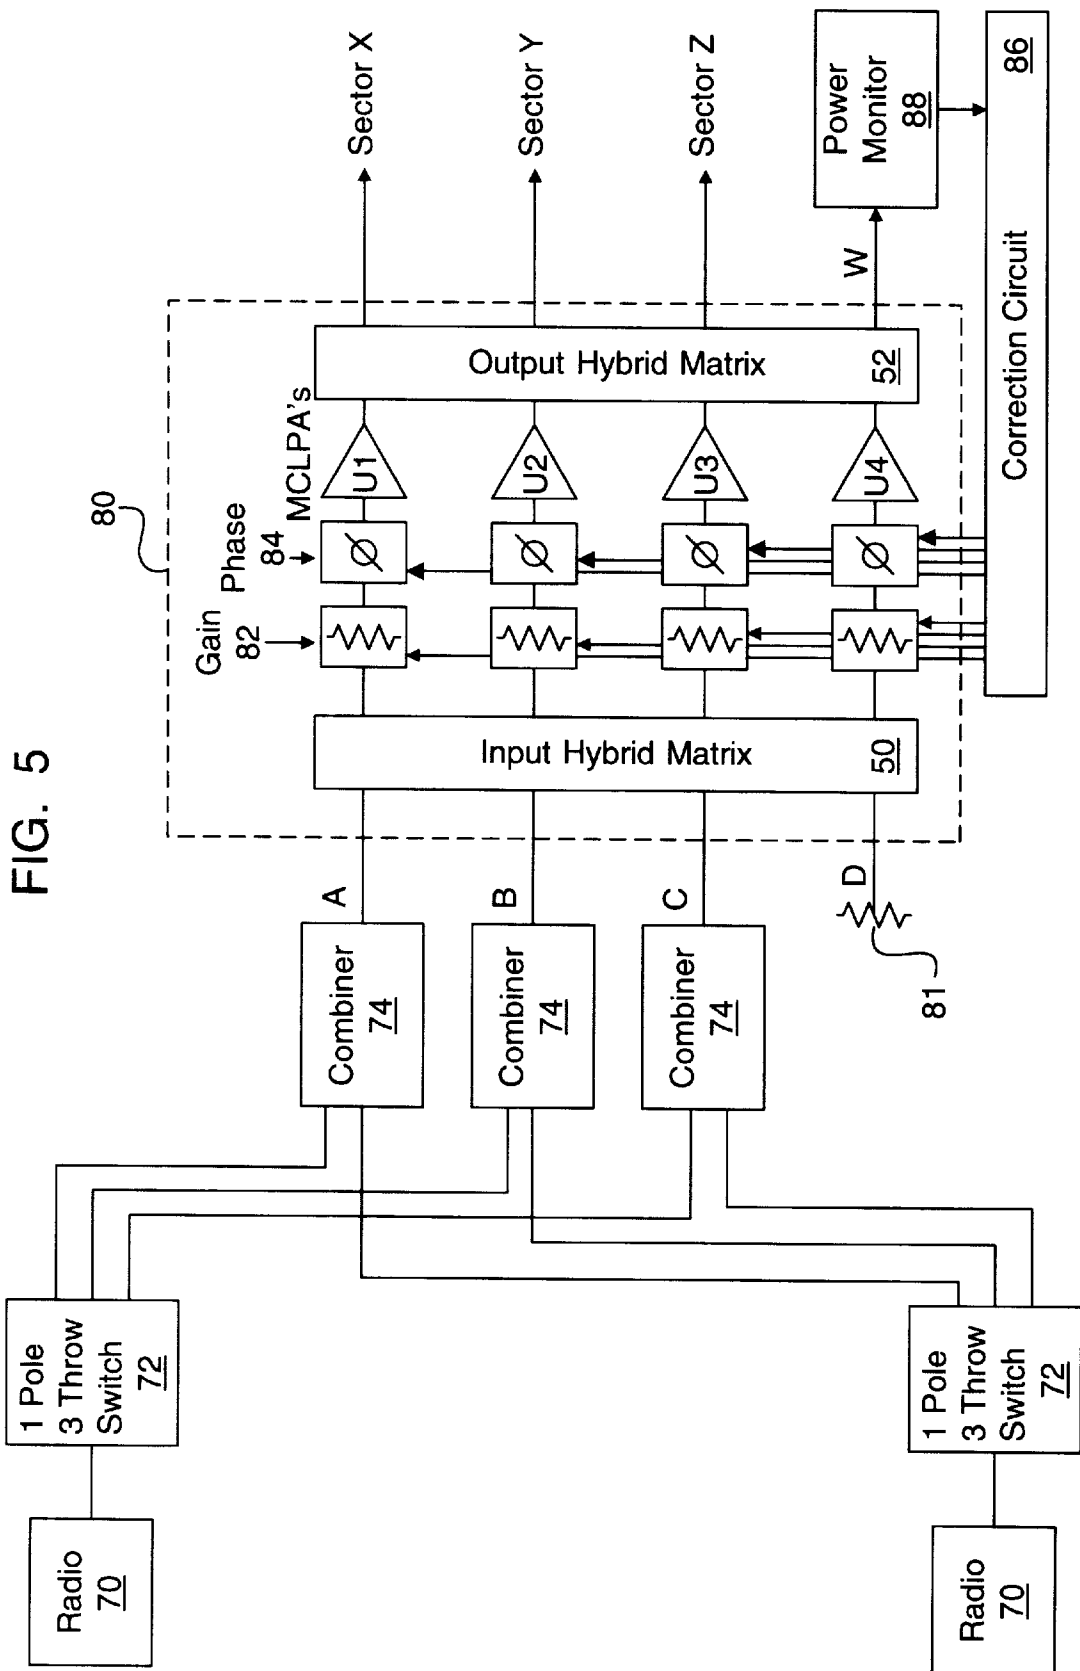 FIG. 5
Radio
70
1 Pole
3 Throw
Switch
72
Radio
70
1 Pole
3 Throw
Switch
72
Combiner
74
Combiner
74
Combiner
74
A
B
C
D
81
80
Input Hybrid Matrix
50
Gain
82
Phase
84
MCLPA's
U1
U2
U3
U4
Output Hybrid Matrix
52
Sector X
Sector Y
Sector Z
W
Power
Monitor
88
Correction Circuit
86